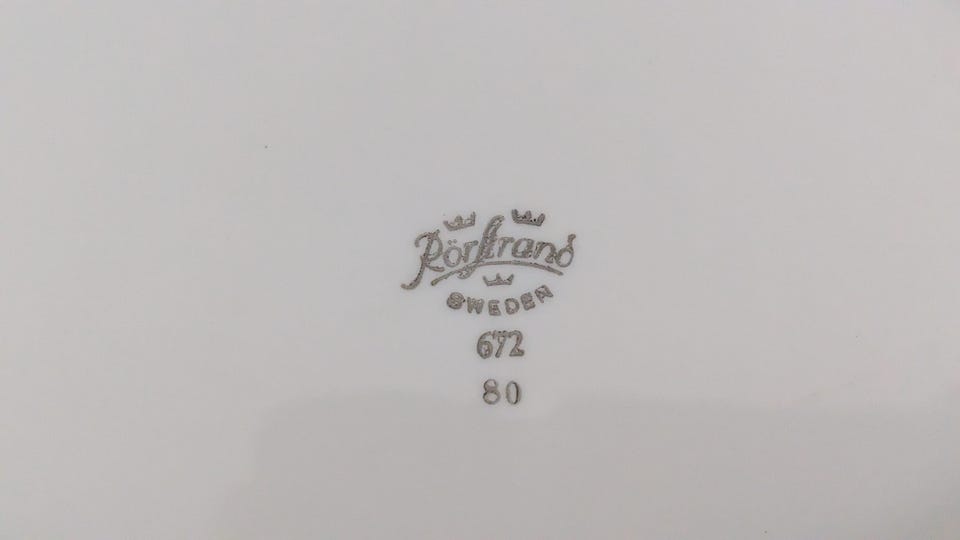 Rörstrand
SWEDEN
672
80